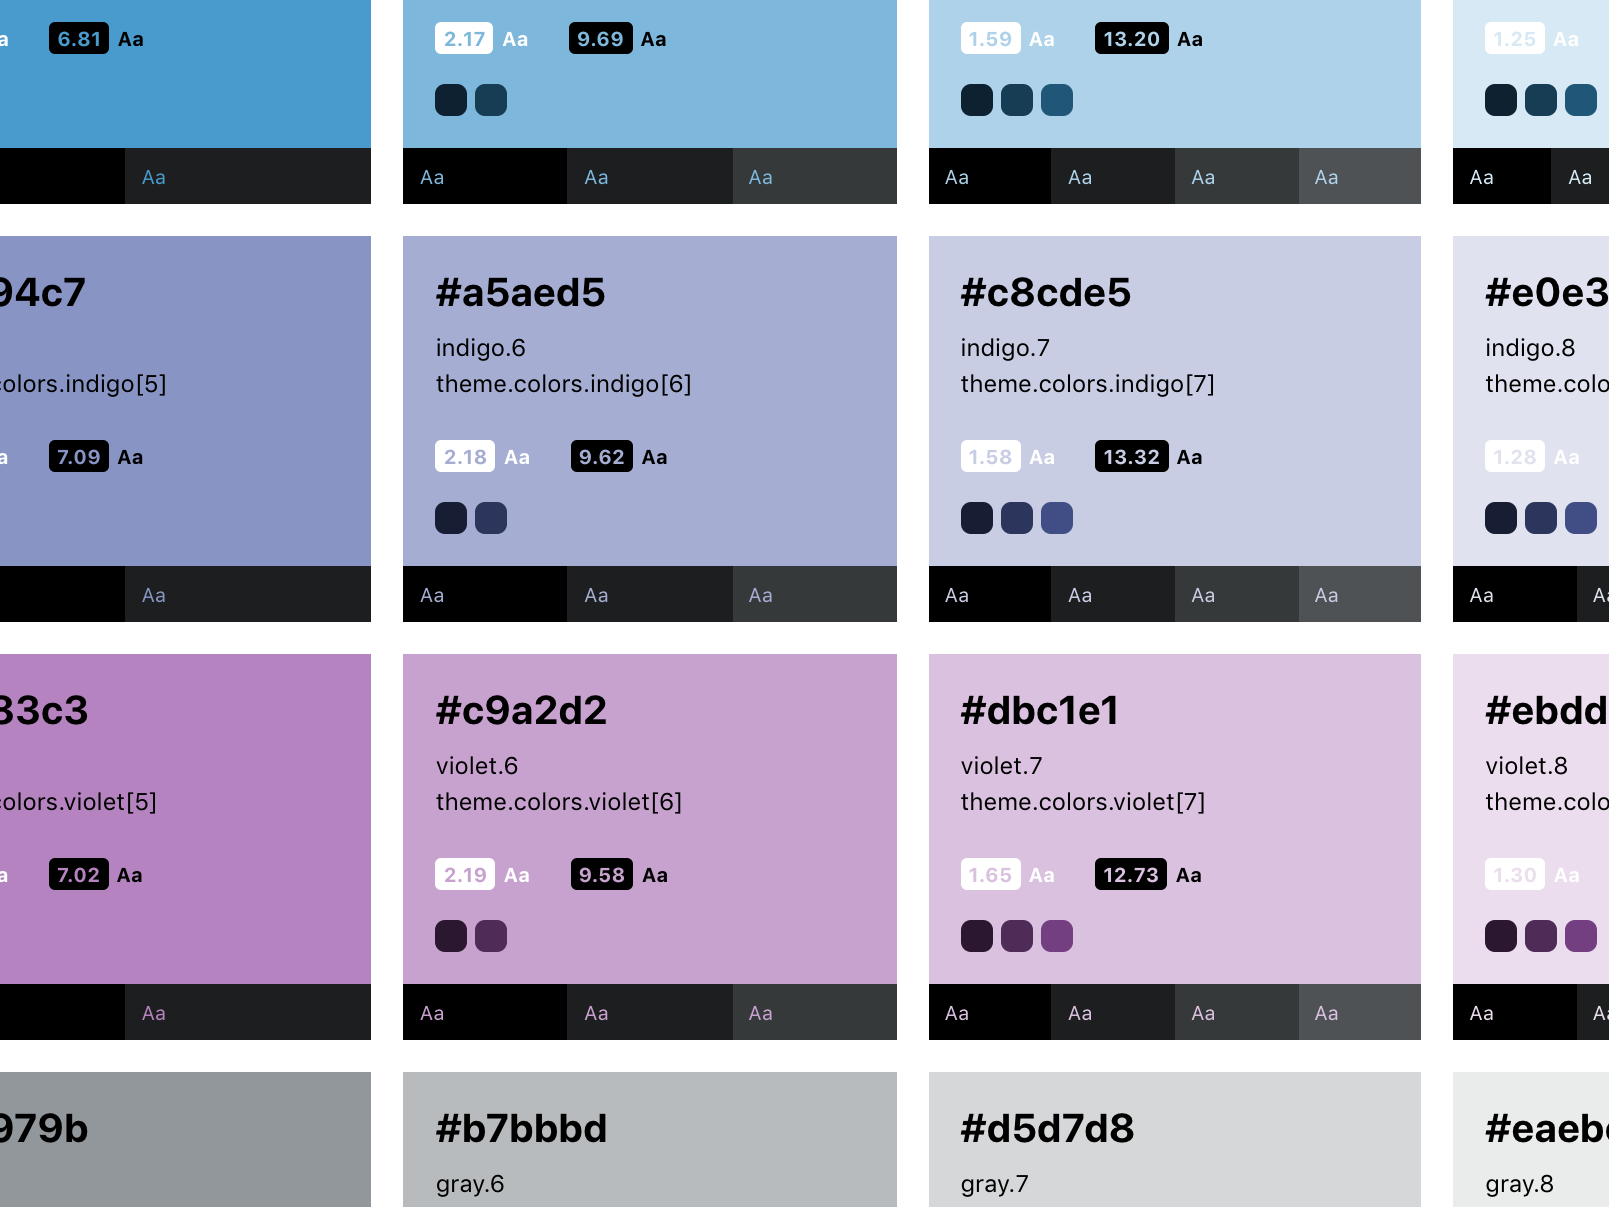 a 6.81 Aa 2.17 Aa 9.69 Aa 1.59 Aa 13.20 Aa 1.25 Aa
Aa Aa Aa Aa Aa Aa Aa Aa Aa Aa
94c7 #a5aed5 #c8cde5 #e0e3
indigo.6 indigo.7 indigo.8
colors.indigo[5] theme.colors.indigo[6] theme.colors.indigo[7] theme.colo
a 7.09 Aa 2.18 Aa 9.62 Aa 1.58 Aa 13.32 Aa 1.28 Aa
Aa Aa Aa Aa Aa Aa Aa Aa Aa Aa
83c3 #c9a2d2 #dbc1e1 #ebdd
violet.6 violet.7 violet.8
colors.violet[5] theme.colors.violet[6] theme.colors.violet[7] theme.colo
a 7.02 Aa 2.19 Aa 9.58 Aa 1.65 Aa 12.73 Aa 1.30 Aa
Aa Aa Aa Aa Aa Aa Aa Aa Aa Aa
979b #b7bbbd #d5d7d8 #eaeb
gray.6 gray.7 gray.8